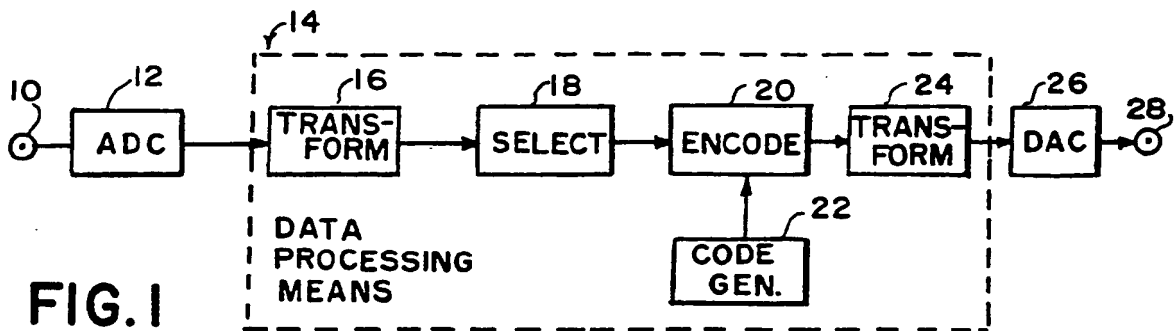 14
10
12
16
18
20
24
26
28
ADC
TRANS-
FORM
SELECT
ENCODE
TRANS-
FORM
DAC
22
CODE
GEN.
DATA
PROCESSING
MEANS
FIG. 1